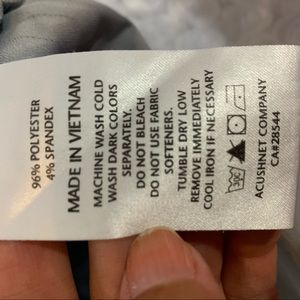 96% POLYESTER
4% SPANDEX
MADE IN VIETNAM
MACHINE WASH COLD
WASH DARK COLORS
SEPARATELY.
DO NOT BLEACH
DO NOT USE FABRIC
SOFTENERS.
TUMBLE DRY LOW
REMOVE IMMEDIATELY
COOL IRON IF NECESSARY
ACUSHNET COMPANY
CA#28544